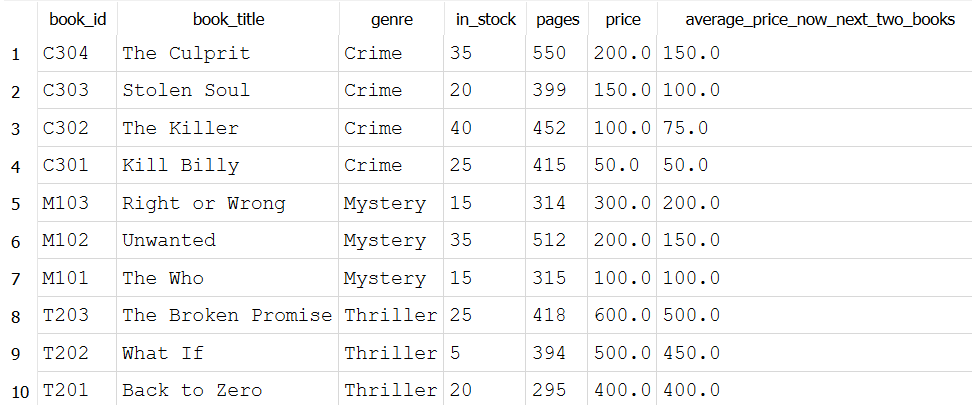 book_id book_title genre in_stock pages price average_price_now_next_two_books
1 C304 The Culprit Crime 35 550 200.0 150.0
2 C303 Stolen Soul Crime 20 399 150.0 100.0
3 C302 The Killer Crime 40 452 100.0 75.0
4 C301 Kill Billy Crime 25 415 50.0 50.0
5 M103 Right or Wrong Mystery 15 314 300.0 200.0
6 M102 Unwanted Mystery 35 512 200.0 150.0
7 M101 The Who Mystery 15 315 100.0 100.0
8 T203 The Broken Promise Thriller 25 418 600.0 500.0
9 T202 What If Thriller 5 394 500.0 450.0
10 T201 Back to Zero Thriller 20 295 400.0 400.0